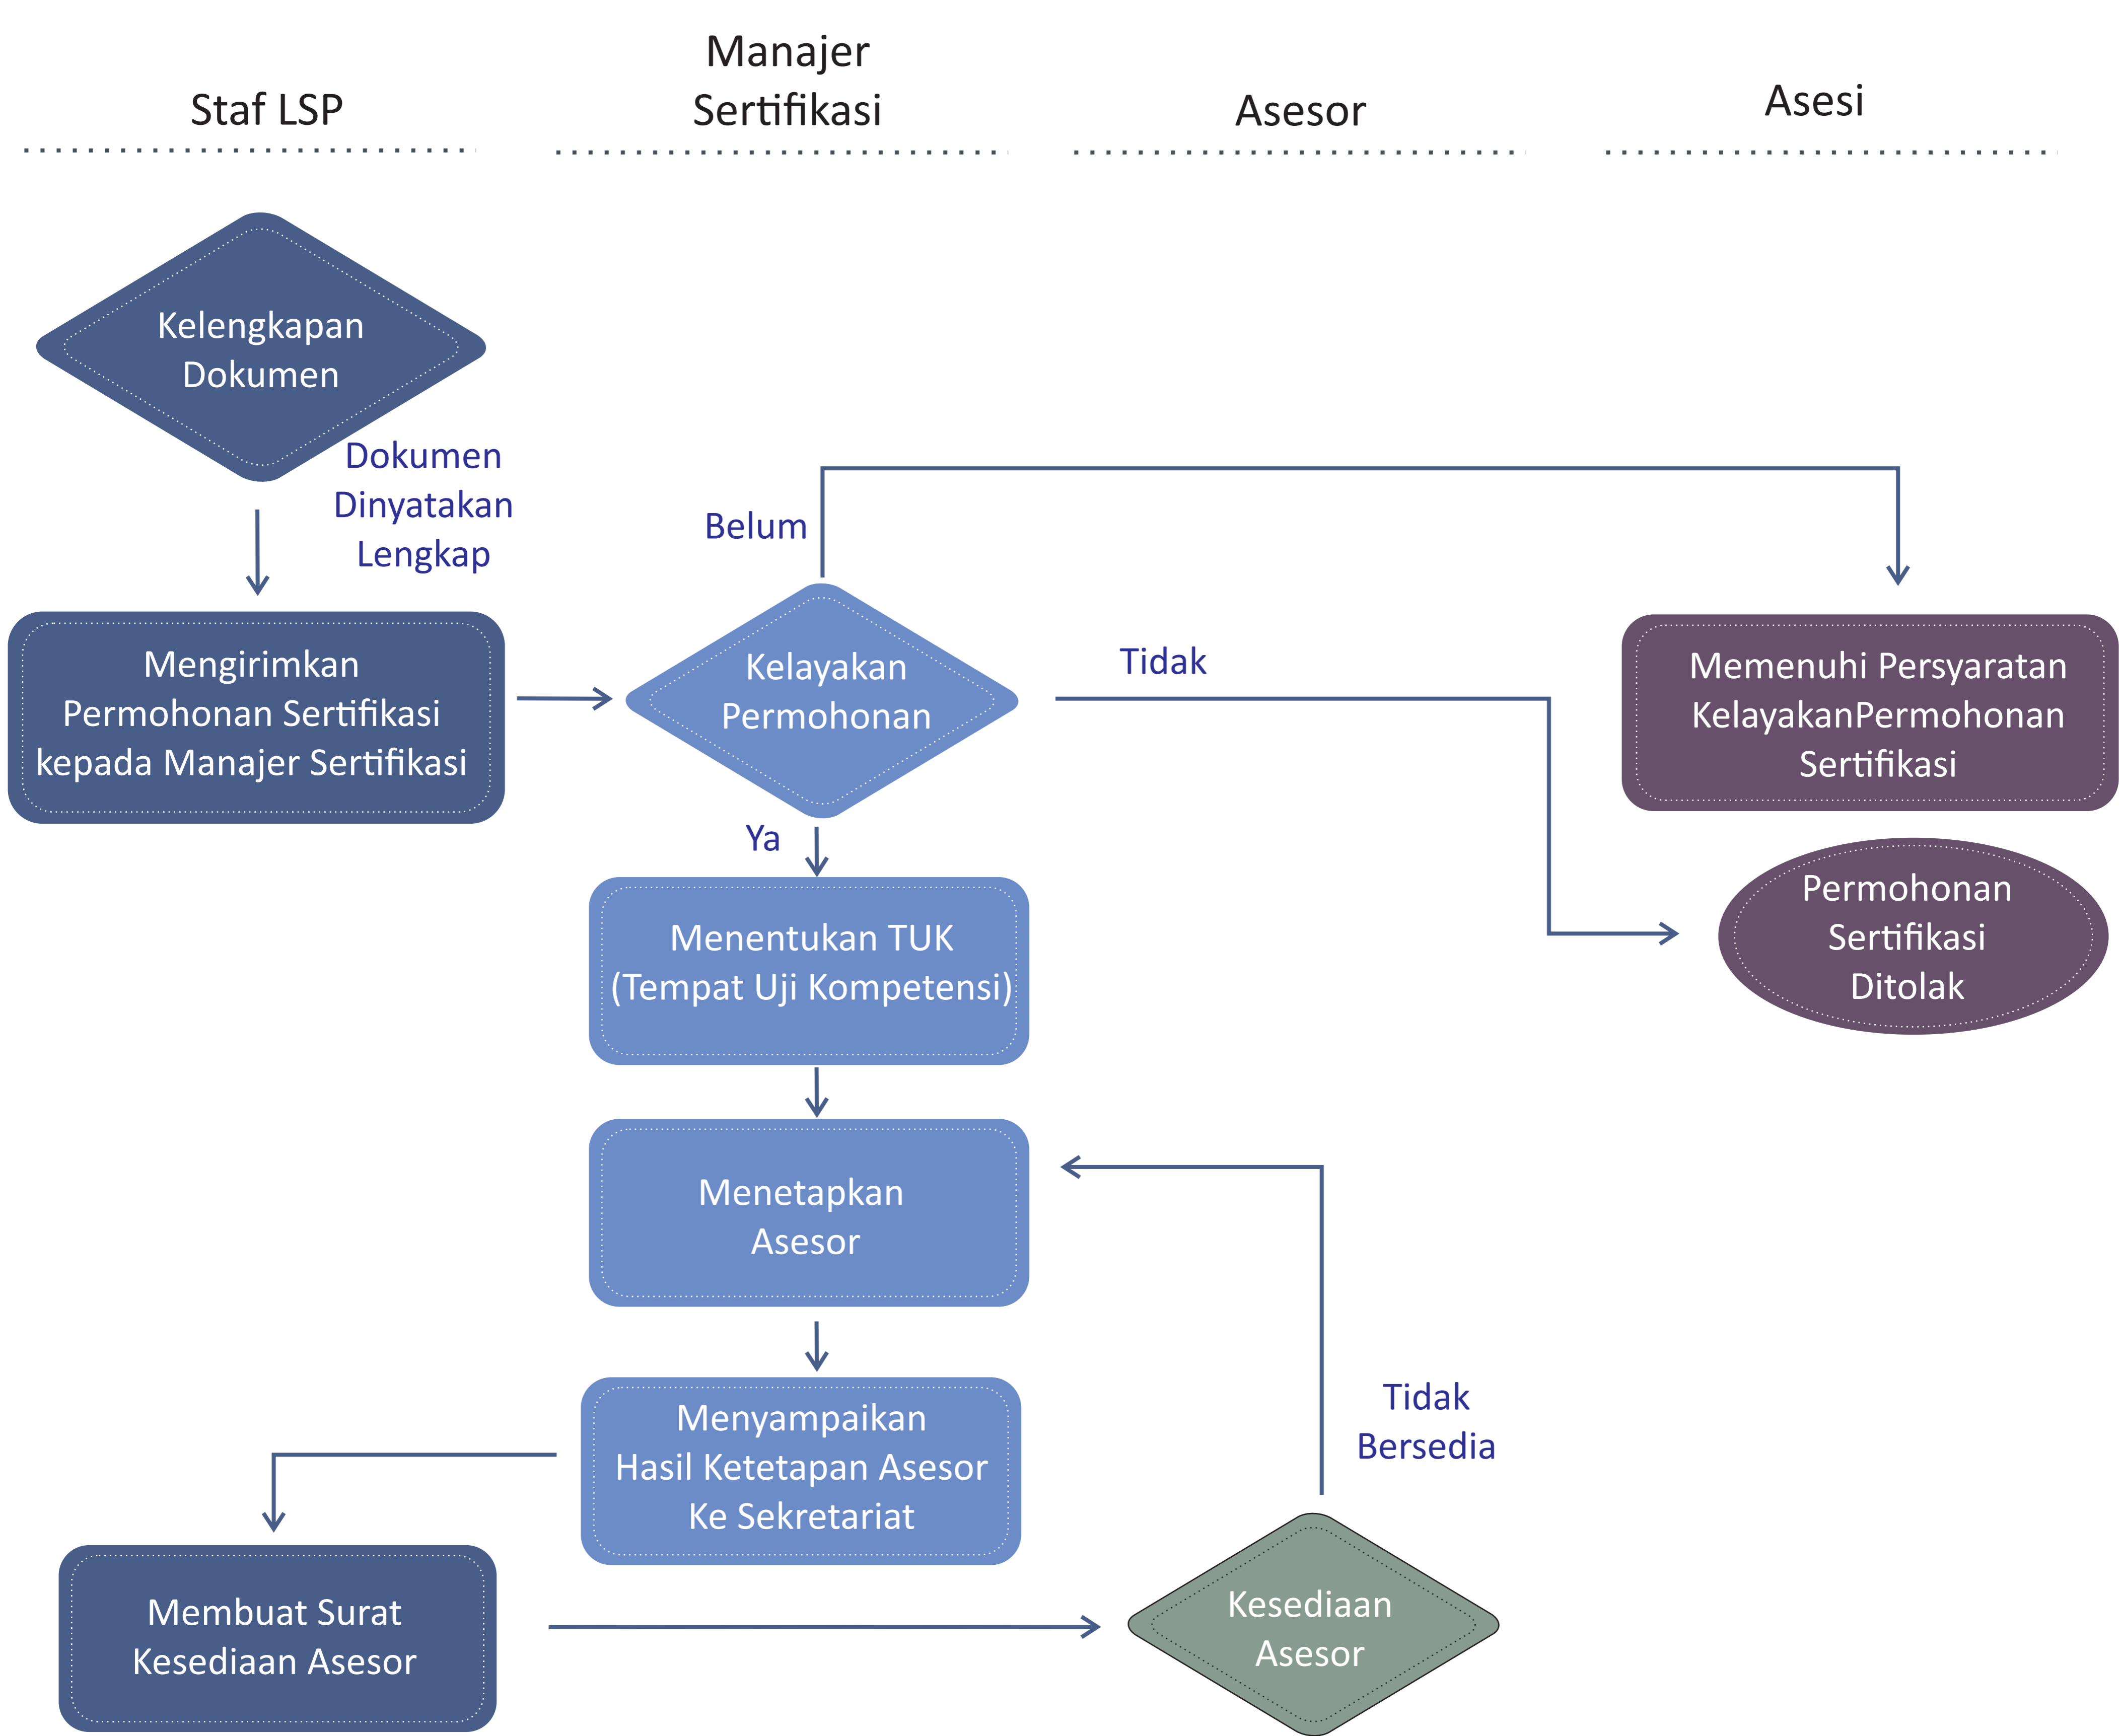 Staf LSP
Manajer
Sertifikasi
Asesor
Asesi
Kelengkapan
Dokumen
Dokumen
Dinyatakan
Lengkap
Belum
Mengirimkan
Permohonan Sertifikasi
kepada Manajer Sertifikasi
Kelayakan
Permohonan
Tidak
Memenuhi Persyaratan
KelayakanPermohonan
Sertifikasi
Ya
Permohonan
Sertifikasi
Ditolak
Menentukan TUK
(Tempat Uji Kompetensi)
Menetapkan
Asesor
Tidak
Bersedia
Menyampaikan
Hasil Ketetapan Asesor
Ke Sekretariat
Membuat Surat
Kesediaan Asesor
Kesediaan
Asesor